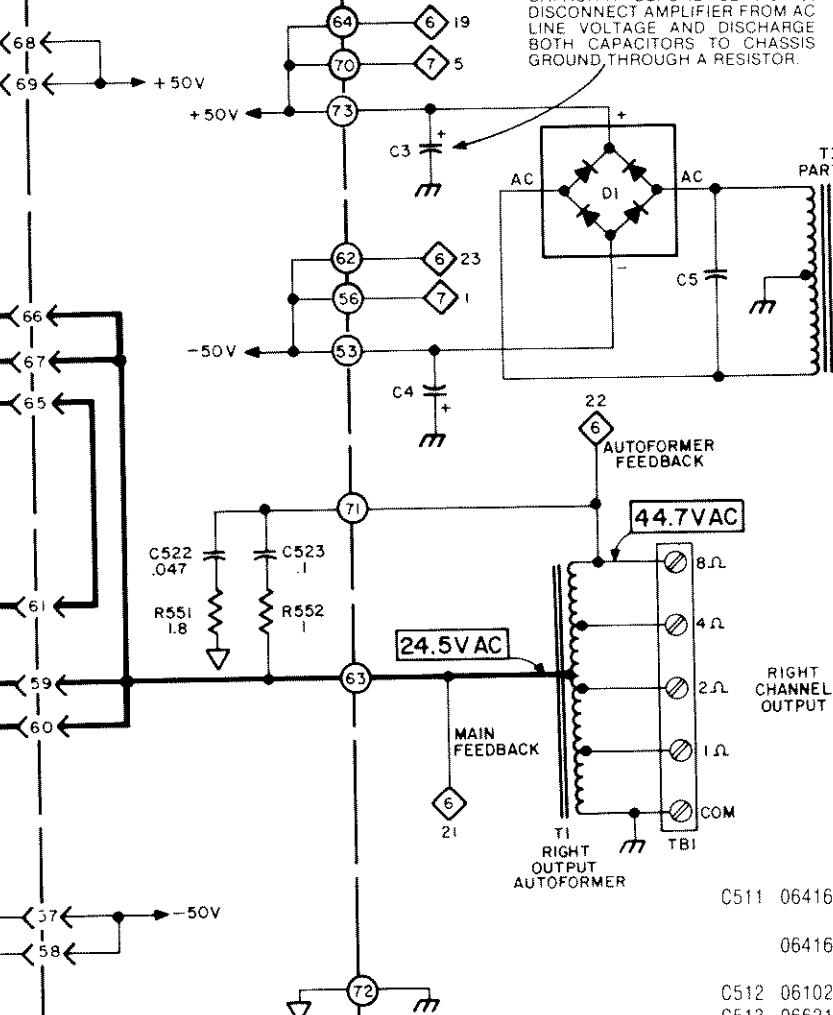 DISCONNECT AMPLIFIER FROM AC
LINE VOLTAGE AND DISCHARGE
BOTH CAPACITORS TO CHASSIS
GROUND THROUGH A RESISTOR.
64
6
19
68
70
7
5
69
+50V
+50V
73
+
C3
+
AC
D1
AC
PART
C5
−
62
6
23
56
7
1
66
−50V
53
67
C4
+
65
22
6
AUTOFORMER
FEEDBACK
71
44.7VAC
C522
.047
C523
.1
8Ω
R551
1.8
R552
1
61
4Ω
24.5VAC
59
63
2Ω
RIGHT
CHANNEL
OUTPUT
60
MAIN
FEEDBACK
1Ω
6
21
COM
T1
RIGHT
OUTPUT
AUTOFORMER
TB1
C511 06416
06416
57
−50V
58
C512 06102
72